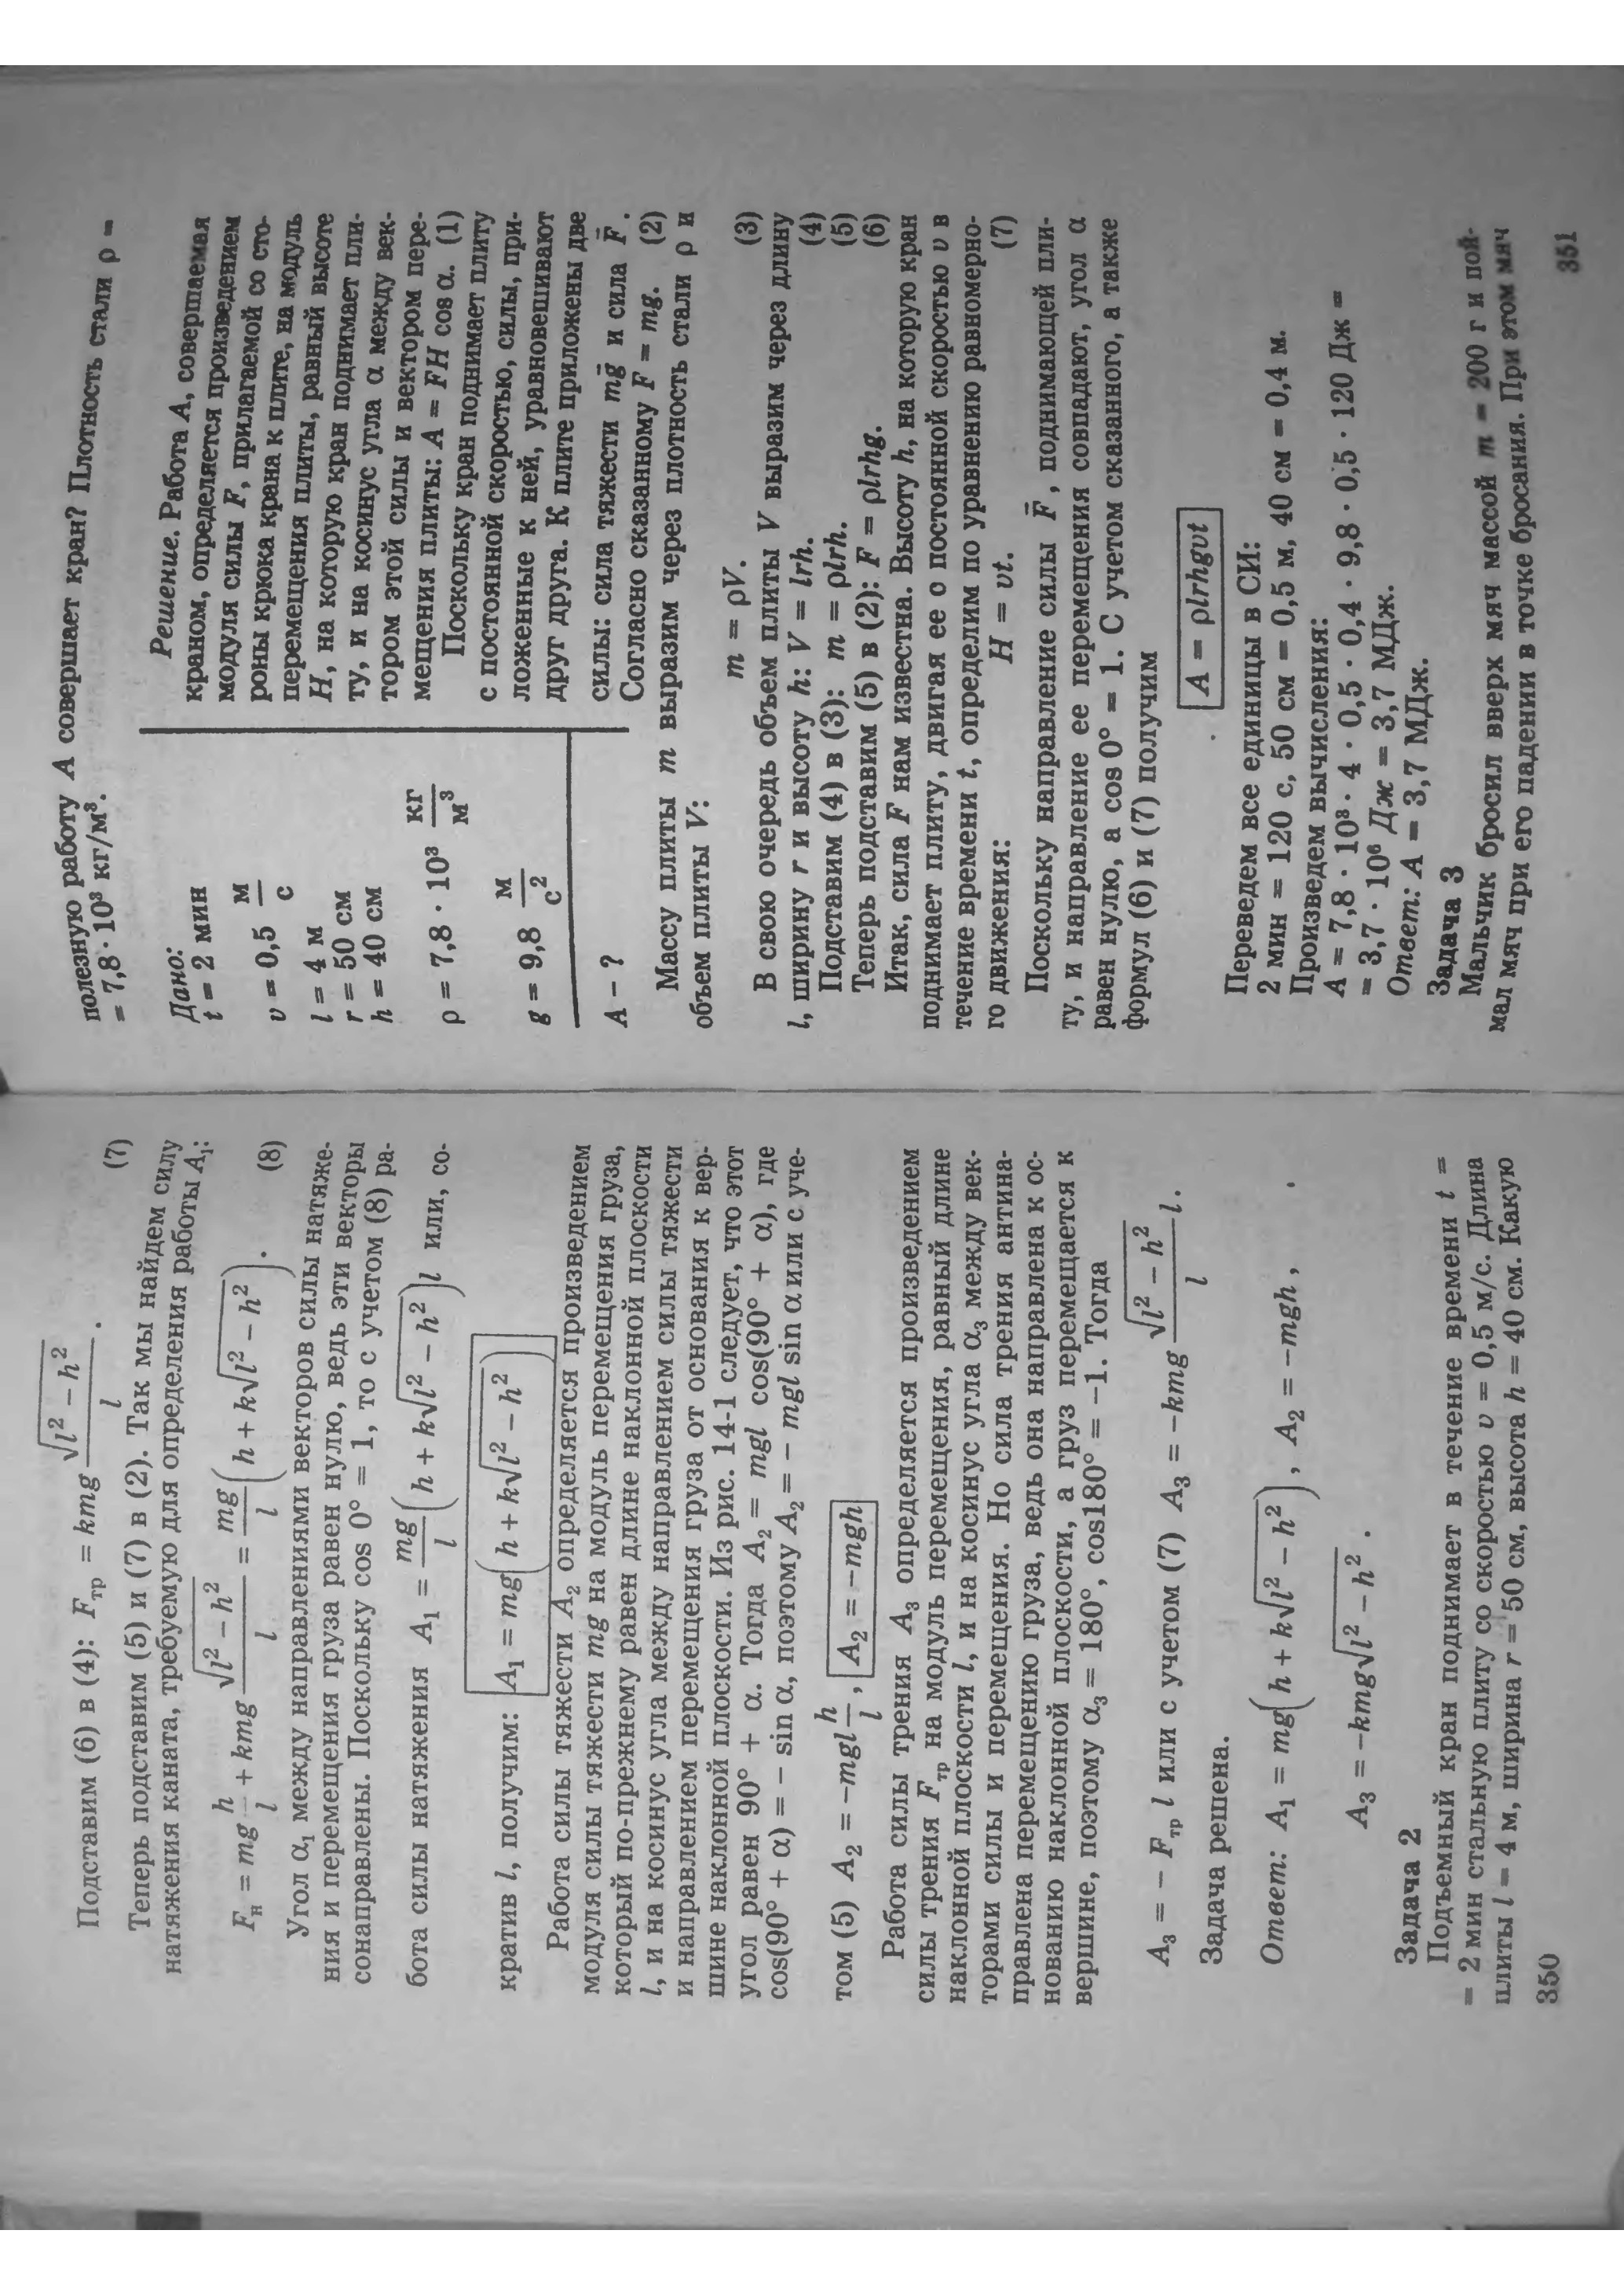 Подставим (6) в (4): Fтр = kmg √(l² – h²)/l . (7)
Теперь подставим (5) и (7) в (2). Так мы найдем силу
натяжения каната, требуемую для определения работы A₁:
Fн = mg h/l + kmg √(l² – h²)/l = mg/l (h + k√(l² – h²)) . (8)
Угол α₁ между направлениями векторов силы натяже-
ния и перемещения груза равен нулю, ведь эти векторы
сонаправлены. Поскольку cos 0° = 1, то с учетом (8) ра-
бота силы натяжения A₁ = mg/l (h + k√(l² – h²))l или, со-
кратив l, получим: A₁ = mg(h + k√(l² – h²))
Работа силы тяжести A₂ определяется произведением
модуля силы тяжести mg на модуль перемещения груза,
который по-прежнему равен длине наклонной плоскости
l, и на косинус угла между направлением силы тяжести
и направлением перемещения груза от основания к вер-
шине наклонной плоскости. Из рис. 14-1 следует, что этот
угол равен 90° + α. Тогда A₂ = mgl cos(90° + α), где
cos(90° + α) = – sin α, поэтому A₂ = – mgl sin α или с уче-
том (5) A₂ = –mgl h/l , A₂ = –mgh
Работа силы трения A₃ определяется произведением
силы трения Fтр на модуль перемещения, равный длине
наклонной плоскости l, и на косинус угла α₃ между век-
торами силы и перемещения. Но сила трения антина-
правлена перемещению груза, ведь она направлена к ос-
нованию наклонной плоскости, а груз перемещается к
вершине, поэтому α₃ = 180°, cos180° = –1. Тогда
A₃ = – Fтр l или с учетом (7) A₃ = –kmg √(l² – h²)/l l.
Задача решена.
Ответ: A₁ = mg(h + k√(l² – h²)), A₂ = –mgh ,
A₃ = –kmg√(l² – h²) .
Задача 2
Подъемный кран поднимает в течение времени t =
= 2 мин стальную плиту со скоростью v = 0,5 м/с. Длина
плиты l = 4 м, ширина r = 50 см, высота h = 40 см. Какую
350
полезную работу A совершает кран? Плотность стали ρ =
= 7,8 · 10³ кг/м³.
Дано:
t = 2 мин
v = 0,5 м/с
l = 4 м
r = 50 см
h = 40 см
ρ = 7,8 · 10³ кг/м³
g = 9,8 м/с²
A – ?
Решение. Работа A, совершаемая
краном, определяется произведением
модуля силы F, прилагаемой со сто-
роны крюка крана к плите, на модуль
перемещения плиты, равный высоте
H, на которую кран поднимает пли-
ту, и на косинус угла α между век-
тором этой силы и вектором пере-
мещения плиты: A = FH cos α. (1)
Поскольку кран поднимает плиту
с постоянной скоростью, силы, при-
ложенные к ней, уравновешивают
друг друга. К плите приложены две
силы: сила тяжести mg̅ и сила F̅ .
Согласно сказанному F = mg. (2)
Массу плиты m выразим через плотность стали ρ и
объем плиты V:
m = ρV. (3)
В свою очередь объем плиты V выразим через длину
l, ширину r и высоту h: V = lrh. (4)
Подставим (4) в (3): m = ρlrh. (5)
Теперь подставим (5) в (2): F = ρlrhg. (6)
Итак, сила F нам известна. Высоту h, на которую кран
поднимает плиту, двигая ее о постоянной скоростью v в
течение времени t, определим по уравнению равномерно-
го движения: H = vt. (7)
Поскольку направление силы F̅ , поднимающей пли-
ту, и направление ее перемещения совпадают, угол α
равен нулю, а cos 0° = 1. С учетом сказанного, а также
формул (6) и (7) получим
A = ρlrhgvt
Переведем все единицы в СИ:
2 мин = 120 с, 50 см = 0,5 м, 40 см = 0,4 м.
Произведем вычисления:
A = 7,8 · 10³ · 4 · 0,5 · 0,4 · 9,8 · 0,5 · 120 Дж =
= 3,7 · 10⁶ Дж = 3,7 МДж.
Ответ: A = 3,7 МДж.
Задача 3
Мальчик бросил вверх мяч массой m = 200 г и пой-
мал мяч при его падении в точке бросания. При этом мяч
351